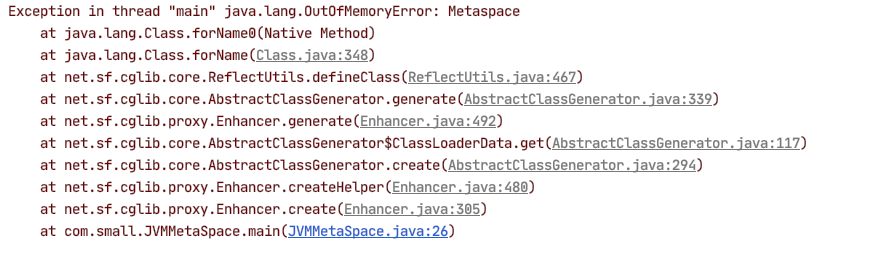 Exception in thread "main" java.lang.OutOfMemoryError: Metaspace
at java.lang.Class.forName0(Native Method)
at java.lang.Class.forName(Class.java:348)
at net.sf.cglib.core.ReflectUtils.defineClass(ReflectUtils.java:467)
at net.sf.cglib.core.AbstractClassGenerator.generate(AbstractClassGenerator.java:339)
at net.sf.cglib.proxy.Enhancer.generate(Enhancer.java:492)
at net.sf.cglib.core.AbstractClassGenerator$ClassLoaderData.get(AbstractClassGenerator.java:117)
at net.sf.cglib.core.AbstractClassGenerator.create(AbstractClassGenerator.java:294)
at net.sf.cglib.proxy.Enhancer.createHelper(Enhancer.java:480)
at net.sf.cglib.proxy.Enhancer.create(Enhancer.java:305)
at com.small.JVMMetaSpace.main(JVMMetaSpace.java:26)